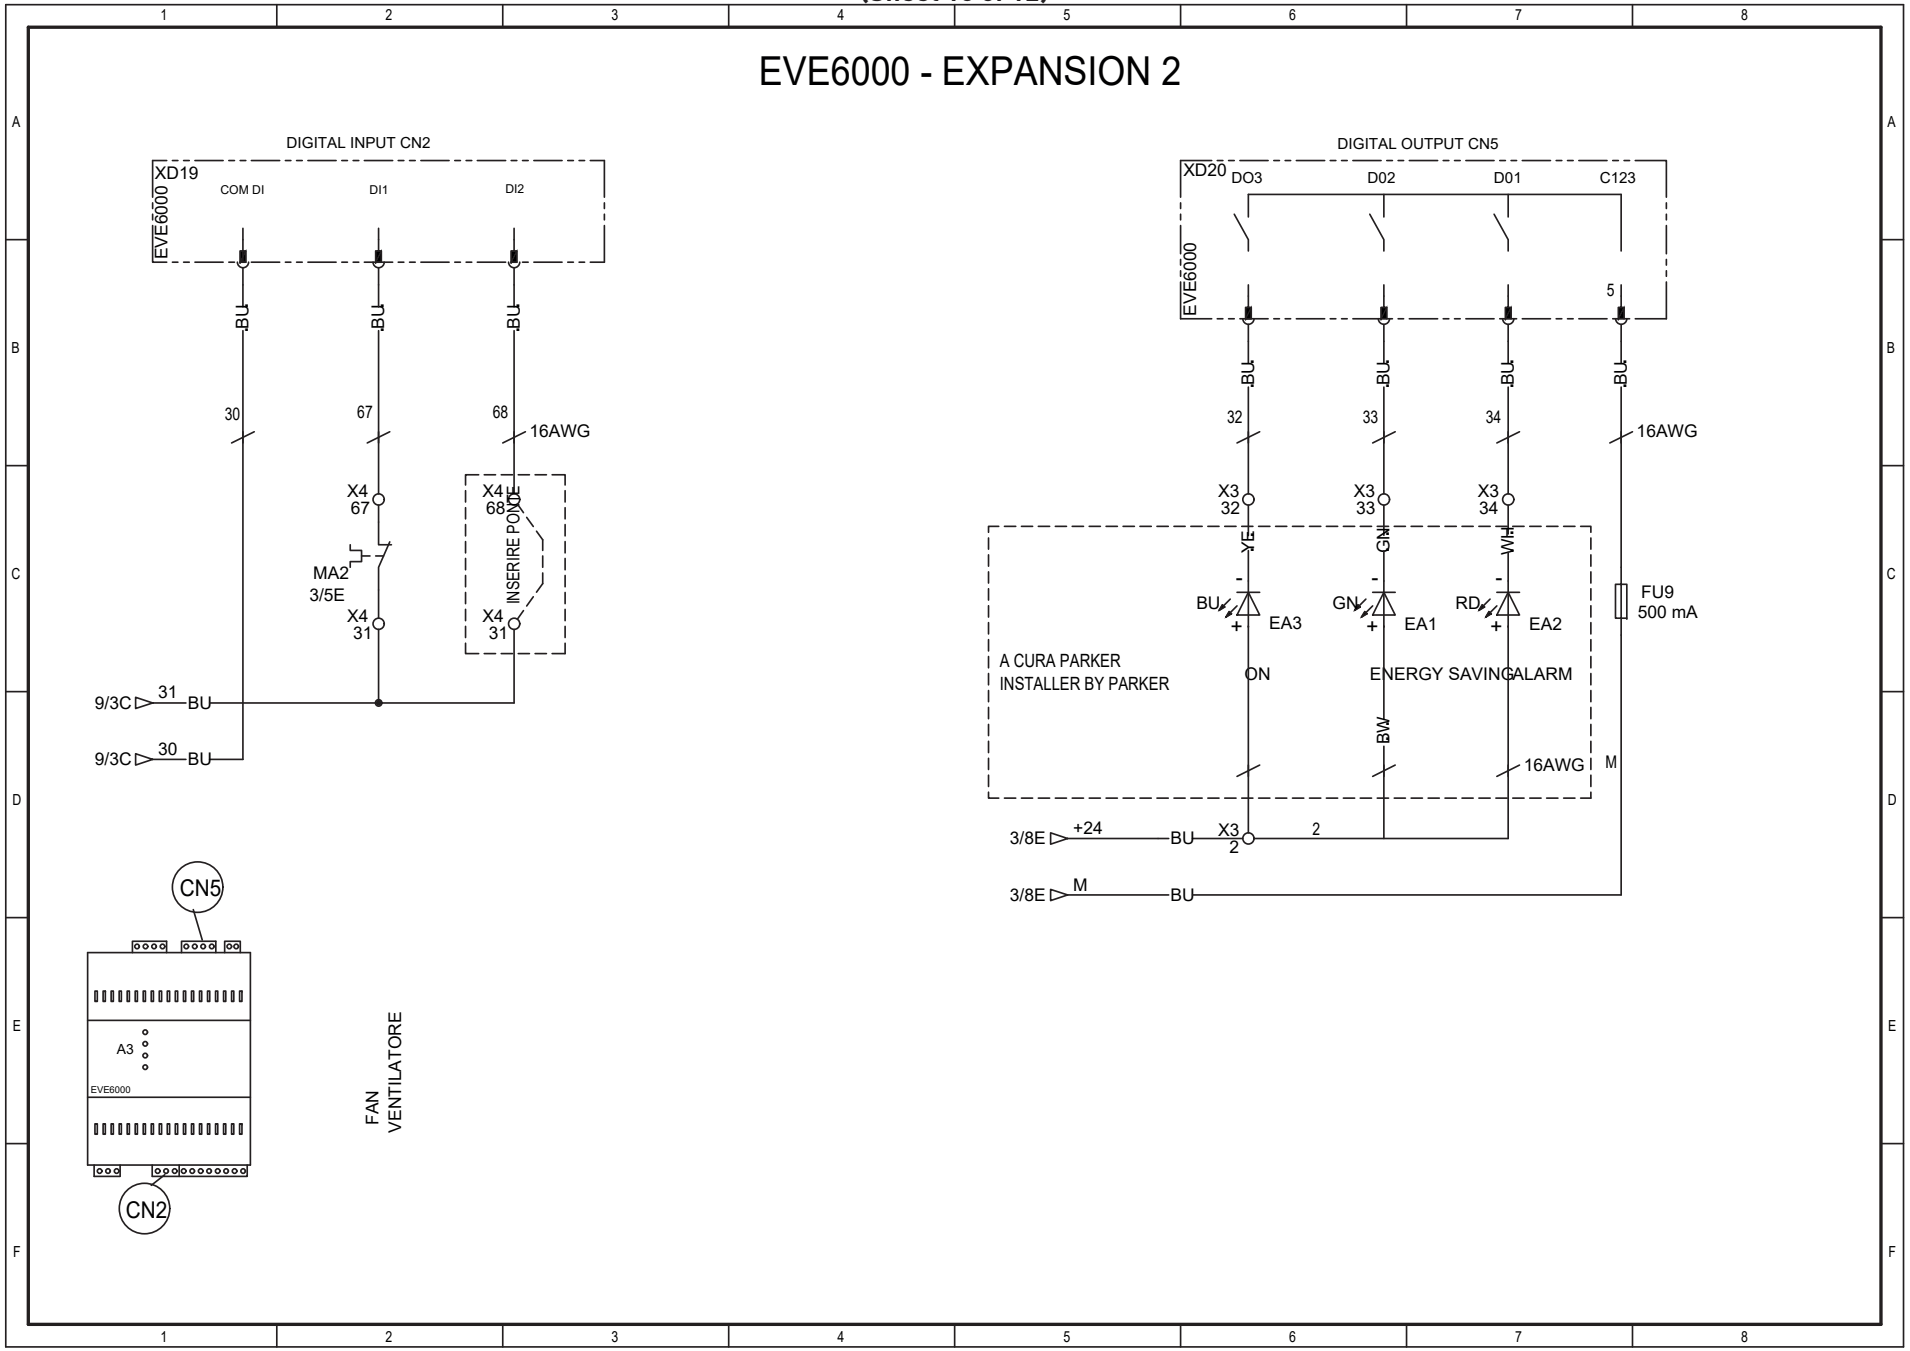 1 2 3 4 5 6 7 8
EVE6000 - EXPANSION 2
A A
DIGITAL INPUT CN2
XD19
EVE6000
COM DI DI1 DI2
DIGITAL OUTPUT CN5
XD20
EVE6000
DO3 D02 D01 C123
5
B B
BU BU BU
30 67 68 16AWG
BU BU BU BU
32 33 34 16AWG
X4 67
X4 68
INSERIRE PONTE
X3 32
X3 33
X3 34
C C
MA2
3/5E
X4 31
X4 31
YE GN WH
- - -
BU GN RD
+ + +
EA3 EA1 EA2
FU9
500 mA
A CURA PARKER
INSTALLER BY PARKER
ON ENERGY SAVING ALARM
9/3C 31 BU
9/3C 30 BU
BW
16AWG M
D D
3/8E +24 BU X3 2 2
3/8E M BU
CN5
E E
A3
EVE6000
FAN
VENTILATORE
CN2
F F
1 2 3 4 5 6 7 8